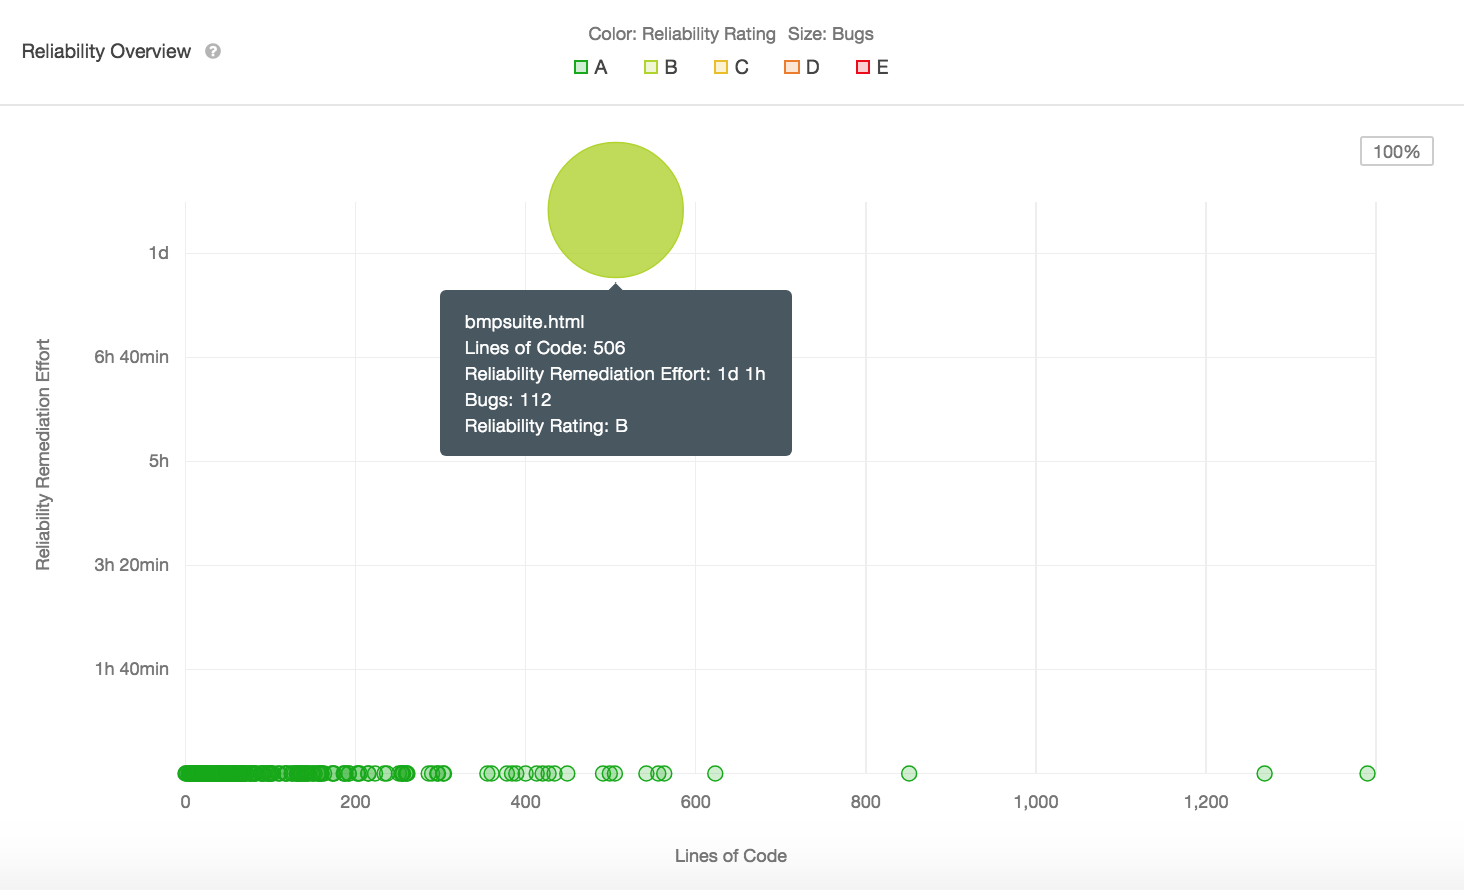 Reliability Overview ?
Color: Reliability Rating Size: Bugs
A B C D E
100%
1d
6h 40min
5h
3h 20min
1h 40min
Reliability Remediation Effort
bmpsuite.html
Lines of Code: 506
Reliability Remediation Effort: 1d 1h
Bugs: 112
Reliability Rating: B
0 200 400 600 800 1,000 1,200
Lines of Code